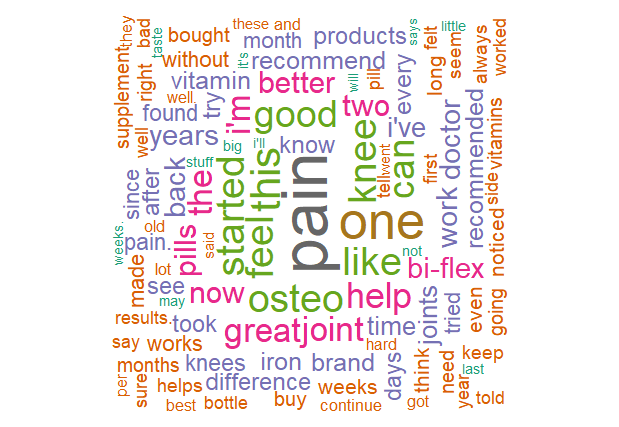 these and
says
little
they
bad
bought
month
products
felt
always
taste
it's
without
recommend
seem
worked
supplement
right
vitamin
better
will
pill
every
long
well.
found
try
i'm
good
two
i've
doctor
well
years
big
i'll
know
knee
can
first
recommended
vitamins
since
after
back
the
stuff
started
feel
this
pain
one
tell
went
work
side
noticed
weeks.
old
pain.
pills
said
like
not
bi-flex
lot
made
see
may
now
osteo
help
joints
tried
even
going
results.
took
great
joint
time
say
works
knees
iron
brand
hard
days
think
need
keep
months
last
per
sure
helps
difference
weeks
year
told
best
bottle
buy
continue
got